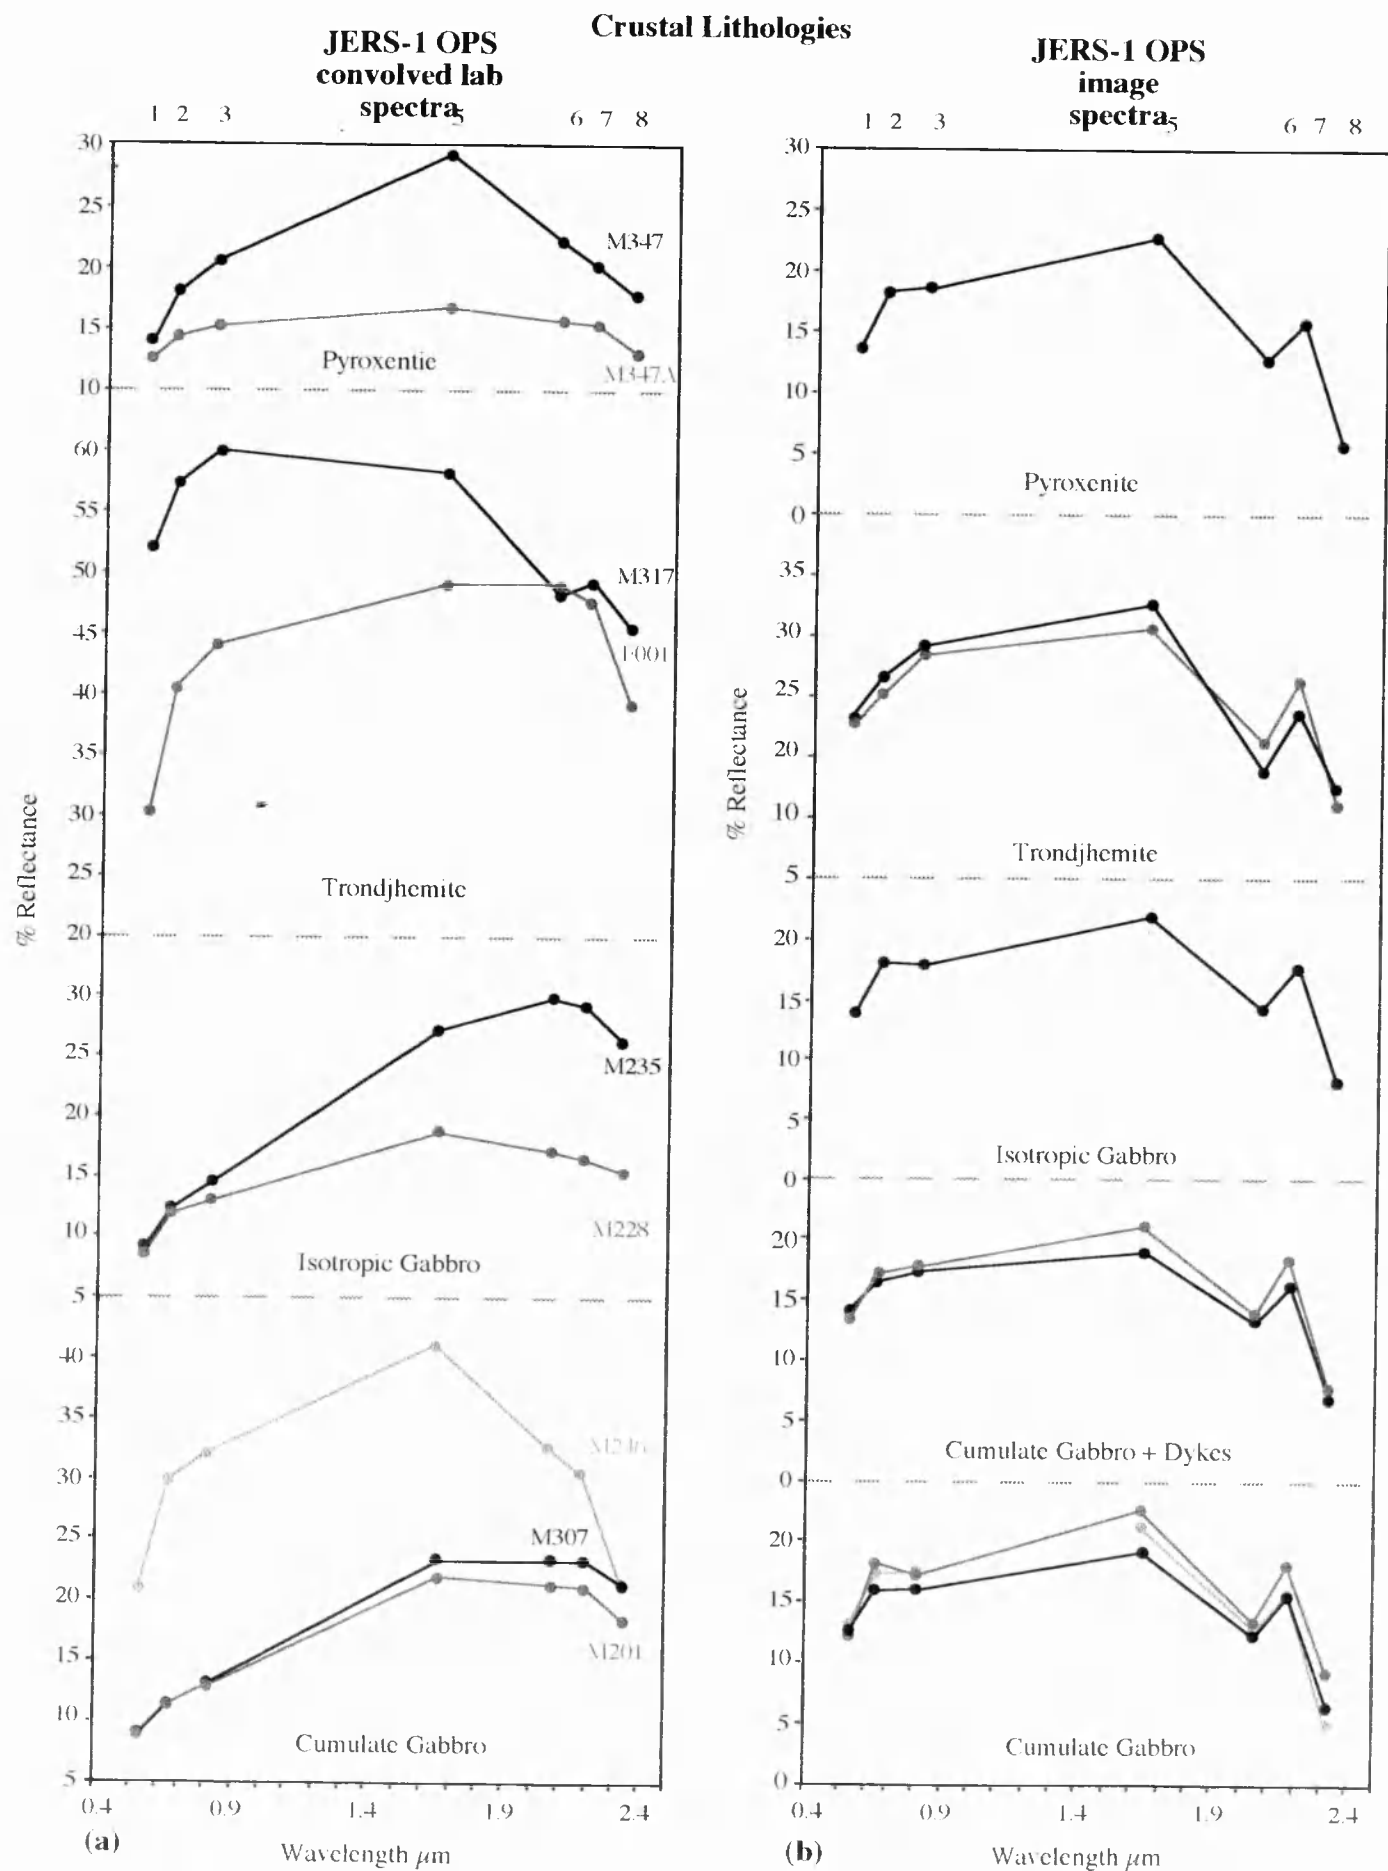 Crustal Lithologies
JERS-1 OPS
convolved lab
spectra
1 2 3 5 6 7 8
30
25
20
15
10
M347
Pyroxentie
M347A
60
55
50
45
40
35
30
25
20
M317
F001
Trondjhemite
% Reflectance
30
25
20
15
10
5
M235
M228
Isotropic Gabbro
40
35
30
25
20
15
10
5
M246
M307
M201
Cumulate Gabbro
0.4 0.9 1.4 1.9 2.4
(a)
Wavelength μm
JERS-1 OPS
image
spectra
1 2 3 5 6 7 8
30
25
20
15
10
5
0
Pyroxenite
35
30
25
20
10
5
% Reflectance
Trondjhemite
20
15
10
5
0
Isotropic Gabbro
20
15
10
5
0
Cumulate Gabbro + Dykes
20
15
10
5
0
Cumulate Gabbro
0.4 0.9 1.4 1.9 2.4
(b)
Wavelength μm